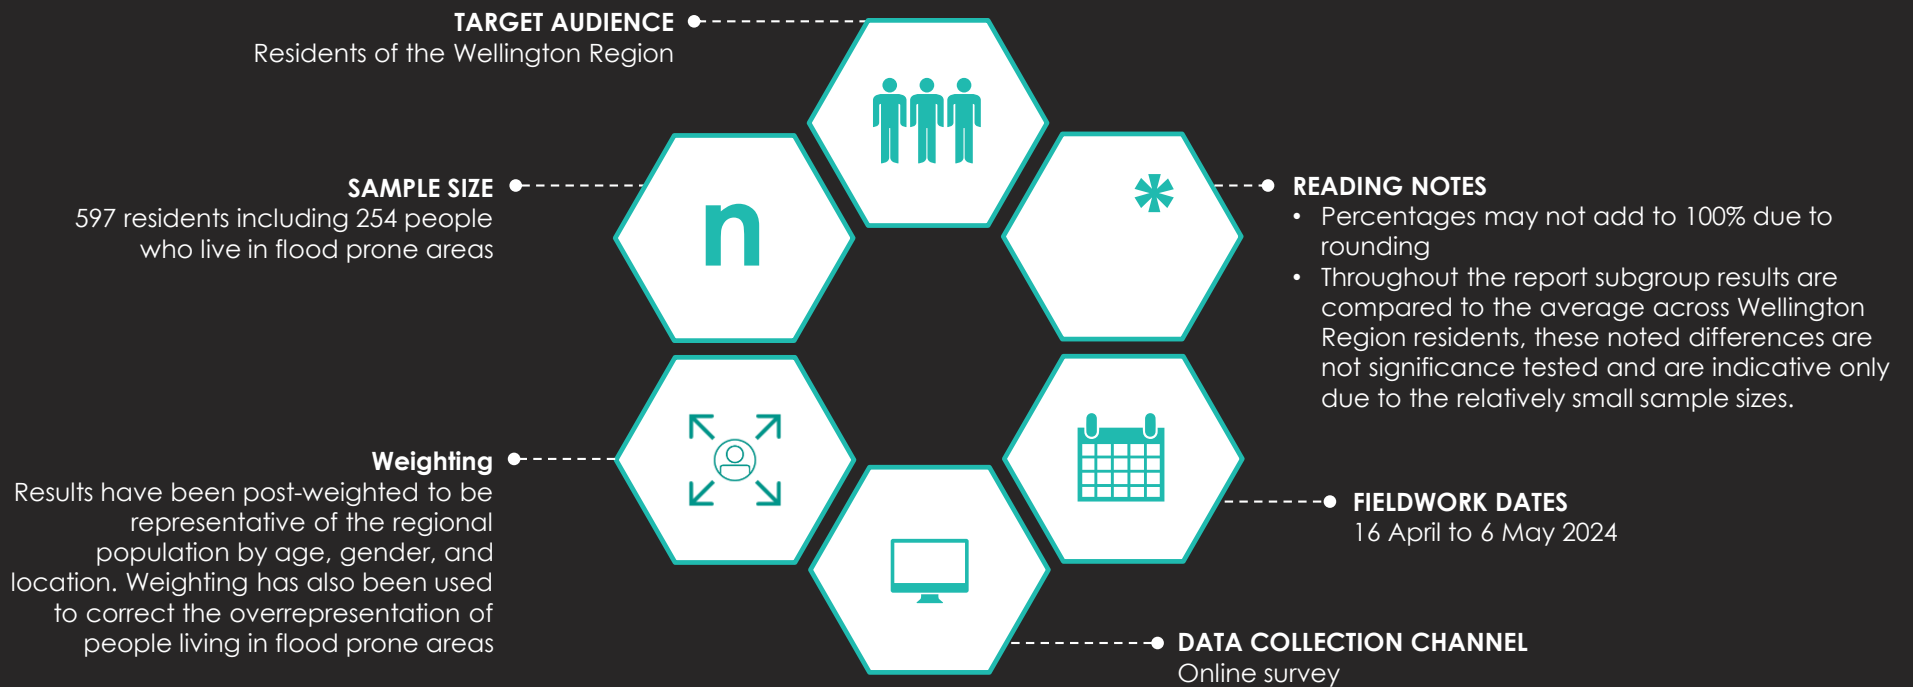 TARGET AUDIENCE
Residents of the Wellington Region
SAMPLE SIZE
597 residents including 254 people
who live in flood prone areas
n
*
READING NOTES
• Percentages may not add to 100% due to
rounding
• Throughout the report subgroup results are
compared to the average across Wellington
Region residents, these noted differences are
not significance tested and are indicative only
due to the relatively small sample sizes.
Weighting
Results have been post-weighted to be
representative of the regional
population by age, gender, and
location. Weighting has also been used
to correct the overrepresentation of
people living in flood prone areas
FIELDWORK DATES
16 April to 6 May 2024
DATA COLLECTION CHANNEL
Online survey